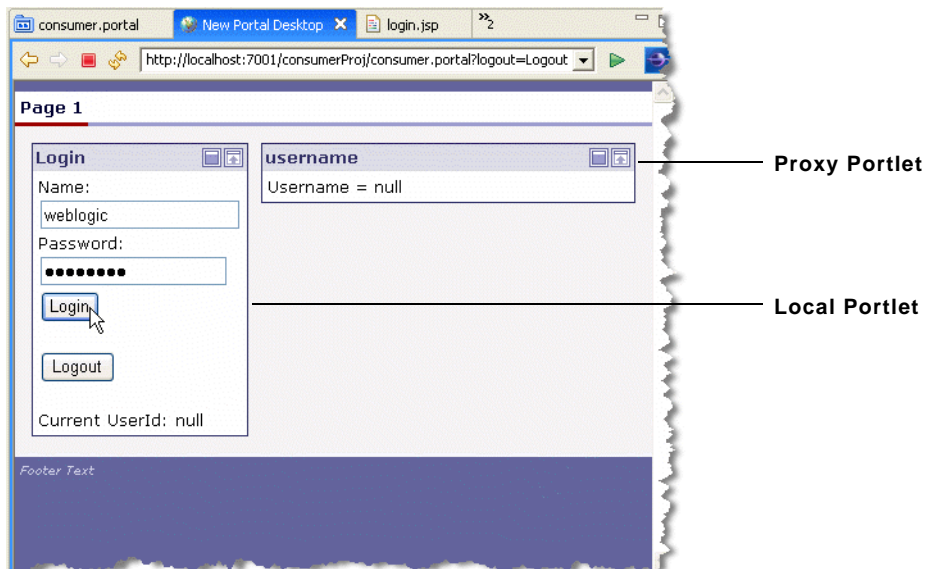 consumer.portal
New Portal Desktop
login.jsp
2
http://localhost:7001/consumerProj/consumer.portal?logout=Logout
Page 1
Login
username
Proxy Portlet
Name:
Username = null
weblogic
Password:
Login
Local Portlet
Logout
Current UserId: null
Footer Text